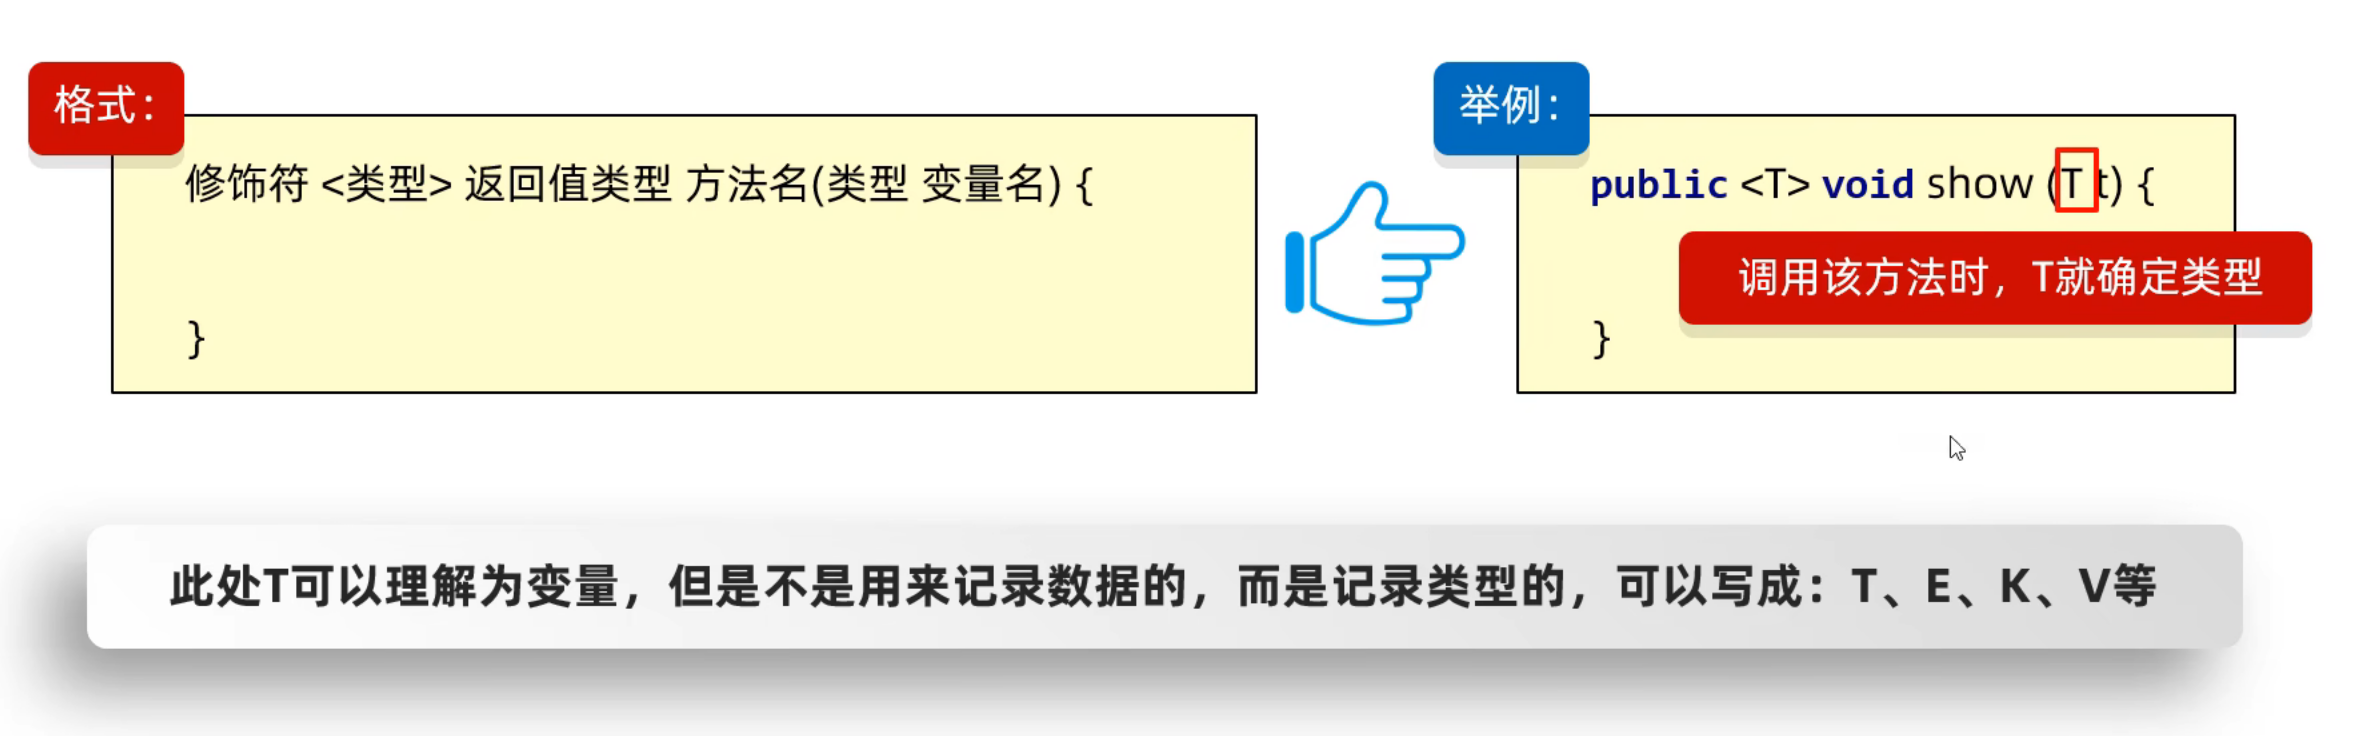 格式：
修饰符 <类型> 返回值类型 方法名(类型 变量名) {
}
举例：
public <T> void show (T t) {
调用该方法时，T就确定类型
}
此处T可以理解为变量，但是不是用来记录数据的，而是记录类型的，可以写成：T、E、K、V等